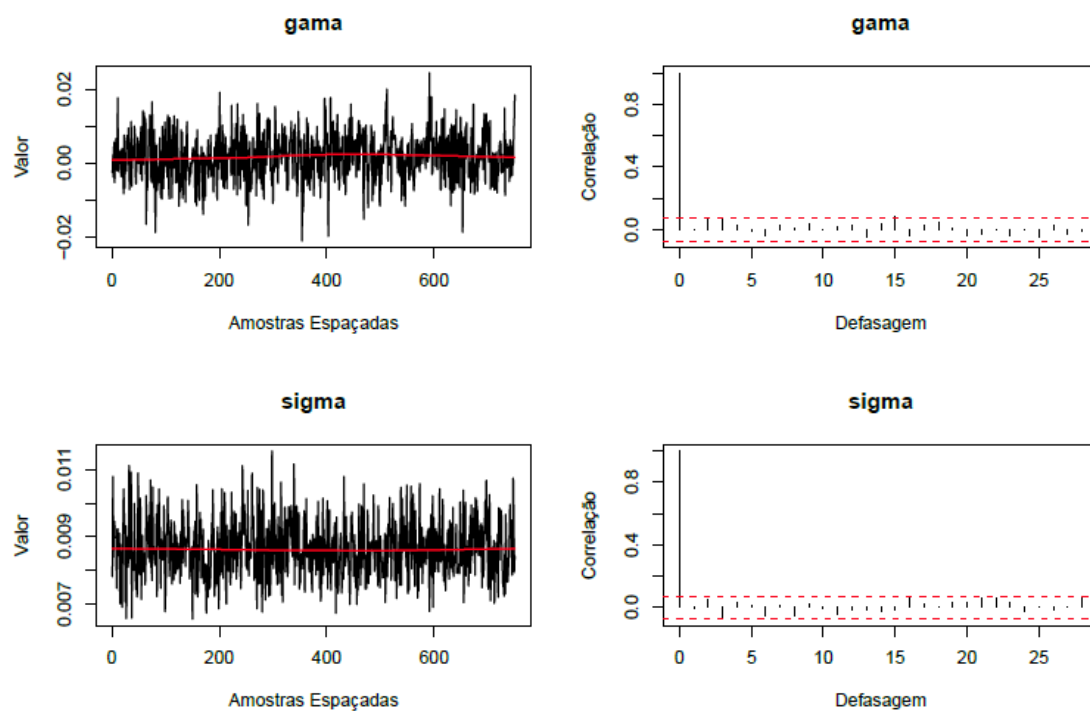 gama
Valor
0.02
0.00
−0.02
0 200 400 600
Amostras Espaçadas
gama
Correlação
0.8
0.4
0.0
0 5 10 15 20 25
Defasagem
sigma
Valor
0.011
0.009
0.007
0 200 400 600
Amostras Espaçadas
sigma
Correlação
0.8
0.4
0.0
0 5 10 15 20 25
Defasagem